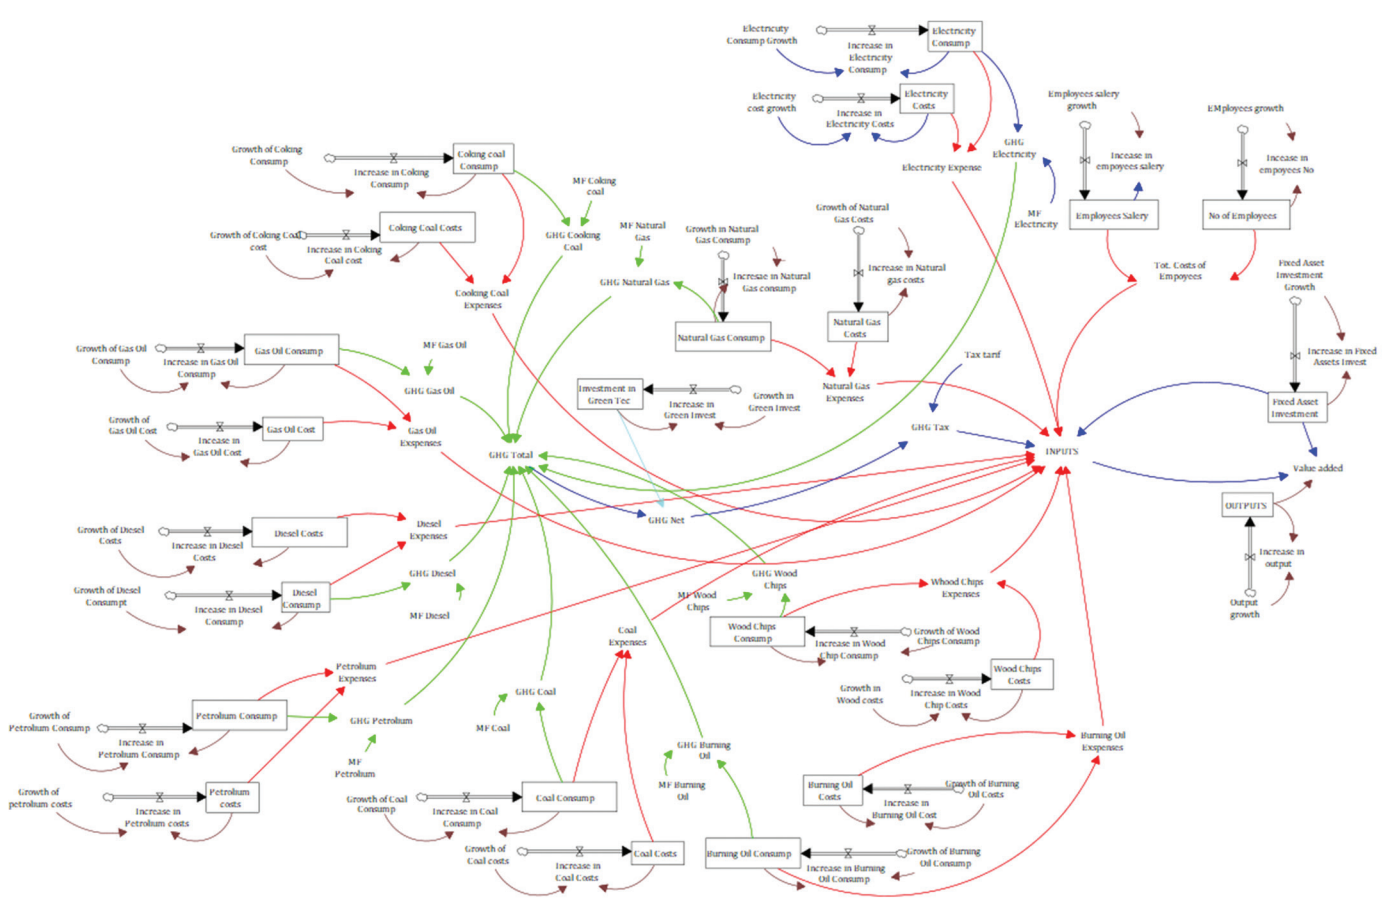 Electricuty
Consump Growth
Increase in
Electricity
Consump
Electricity
Consump
Electricity
cost growth
Increase in
Electricity Costs
Electricity
Costs
Electricity Expense
GHG
Electricity
MF
Electricity
Employees salery
growth
Increase in
empoyees salery
Employees Salery
EMployees growth
Increase in
empoyees No
No of Employees
Tot. Costs of
Empoyees
Fixed Asset
Investment
Growth
Increase in Fixed
Assets Invest
Fixed Asset
Investment
Value added
OUTPUTS
Increase in
output
Output
growth
Growth of Coking
Consump
Increase in Coking
Consump
Coking coal
Consump
Growth of Coking Coal
cost
Increase in Coking
Coal cost
Coking Coal Costs
Cooking Coal
Expenses
MF Coking
coal
GHG Cooking
Coal
MF Natural
Gas
GHG Natural Gas
Growth in Natural
Gas Consump
Incresae in Natural
Gas consump
Natural Gas Consump
Growth of Natural
Gas Costs
Increase in Natural
gas costs
Natural Gas
Costs
Natural Gas
Expenses
Growth of Gas Oil
Consump
Increase in Gas Oil
Consump
Gas Oil Consump
MF Gas Oil
GHG Gas Oil
Growth of
Gas Oil Cost
Increase in
Gas Oil Cost
Gas Oil Cost
Gas Oil
Exspenses
Investment in
Green Tec
Increase in
Green Invest
Growth in
Green Invest
Tax tarif
GHG Tax
INPUTS
GHG Total
GHG Net
Growth of Diesel
Costs
Increase in Diesel
Costs
Diesel Costs
Diesel
Expenses
Growth of Diesel
Consumpt
Increase in Diesel
Consump
Diesel
Consump
GHG Diesel
MF Diesel
GHG Wood
Chips
MF Wood
Chips
Whood Chips
Expenses
Wood Chips
Consump
Increase in Wood
Chip Consump
Growth of Wood
Chips Consump
Growth in
Wood costs
Increase in Wood
Chip Costs
Wood Chips
Costs
Coal
Expenses
Petrolium
Expenses
Growth of
Petrolium Consump
Increase in
Petrolium Consump
Petrolium Consump
GHG Petrolium
MF
Petrolium
Growth of
petrolium costs
Increase in
Petrolium costs
Petrolium
costs
GHG Coal
MF Coal
Growth of Coal
Consump
Increase in Coal
Consump
Coal Consump
Growth of
Coal costs
Increase in
Coal Costs
Coal Costs
GHG Burning
Oil
MF Burning
Oil
Burning Oil
Exspenses
Burning Oil
Costs
Increase in
Burning Oil Cost
Growth of Burning
Oil Costs
Burning Oil Consump
Increase in Burning
Oil Consump
Growth of Burning
Oil Consump